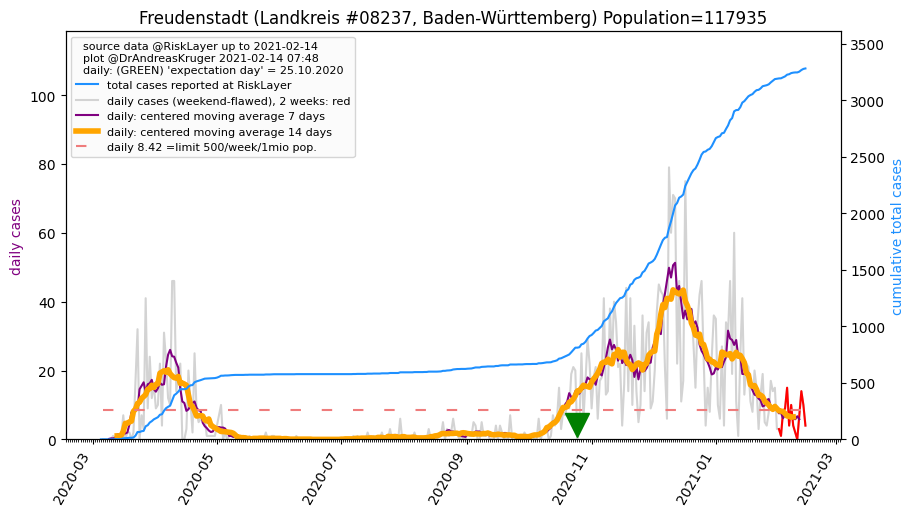 Freudenstadt (Landkreis #08237, Baden-Württemberg) Population=117935
source data @RiskLayer up to 2021-02-14
plot @DrAndreasKruger 2021-02-14 07:48
daily: (GREEN) 'expectation day' = 25.10.2020
total cases reported at RiskLayer
daily cases (weekend-flawed), 2 weeks: red
daily: centered moving average 7 days
daily: centered moving average 14 days
daily 8.42 =limit 500/week/1mio pop.
daily cases
100
80
60
40
20
0
3500
3000
2500
2000
1500
1000
500
0
cumulative total cases
2020-03
2020-05
2020-07
2020-09
2020-11
2021-01
2021-03